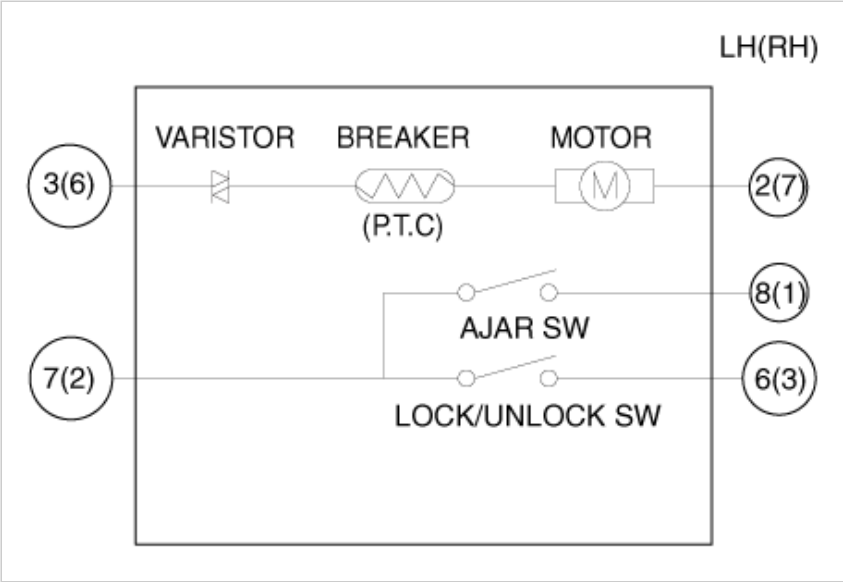 LH(RH)
VARISTOR BREAKER MOTOR
3(6) M 2(7)
(P.T.C)
8(1)
AJAR SW
7(2) 6(3)
LOCK/UNLOCK SW